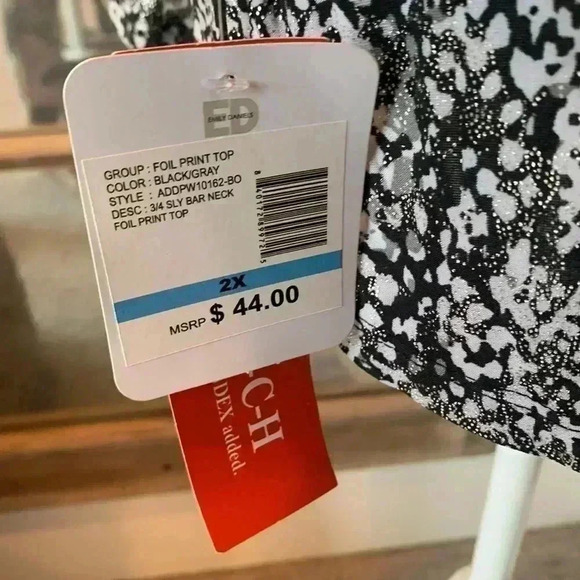 ED
EMILY DANIELS
GROUP : FOIL PRINT TOP
COLOR : BLACK/GRAY
STYLE : ADDPW10162-BO
DESC : 3/4 SLY BAR NECK
FOIL PRINT TOP
2X
MSRP $ 44.00
-C-H
DEX added.